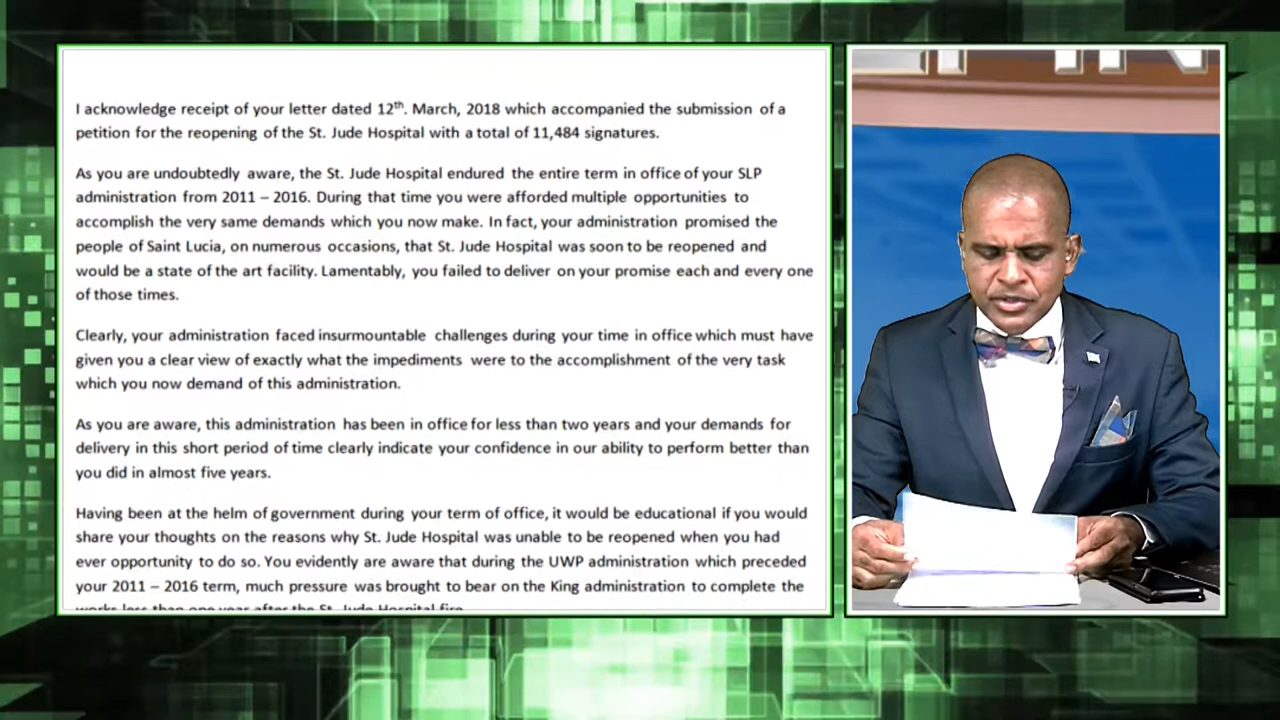 I acknowledge receipt of your letter dated 12th. March, 2018 which accompanied the submission of a
petition for the reopening of the St. Jude Hospital with a total of 11,484 signatures.
As you are undoubtedly aware, the St. Jude Hospital endured the entire term in office of your SLP
administration from 2011 – 2016. During that time you were afforded multiple opportunities to
accomplish the very same demands which you now make. In fact, your administration promised the
people of Saint Lucia, on numerous occasions, that St. Jude Hospital was soon to be reopened and
would be a state of the art facility. Lamentably, you failed to deliver on your promise each and every one
of those times.
Clearly, your administration faced insurmountable challenges during your time in office which must have
given you a clear view of exactly what the impediments were to the accomplishment of the very task
which you now demand of this administration.
As you are aware, this administration has been in office for less than two years and your demands for
delivery in this short period of time clearly indicate your confidence in our ability to perform better than
you did in almost five years.
Having been at the helm of government during your term of office, it would be educational if you would
share your thoughts on the reasons why St. Jude Hospital was unable to be reopened when you had
ever opportunity to do so. You evidently are aware that during the UWP administration which preceded
your 2011 – 2016 term, much pressure was brought to bear on the King administration to complete the
works less than one year after the St. Jude Hospital fire